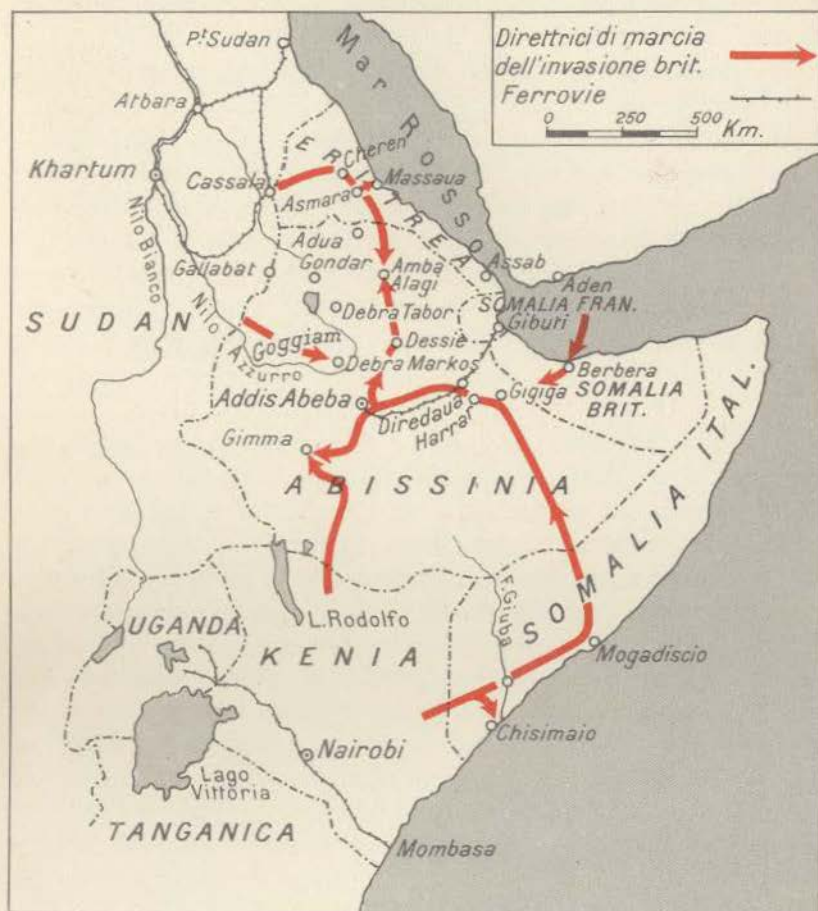 Direttrici di marcia
dell'invasione brit.
Ferrovie
0 250 500 Km.
Pt Sudan
Mar Rosso
Atbara
Khartum
Cheren
ERITREA
Cassala
Massaua
Asmara
Nilo Bianco
Adua
Assab
Gallabat
Gondar
Amba
Alagi
Aden
SOMALIA FRAN.
SUDAN
Debra Tabor
Gibuti
Nilo Azzurro
Goggiam
Dessie
Debra Markos
Berbera
Addis Abeba
Gigiga
SOMALIA
BRIT.
Diredaua
Harrar
Gimma
ABISSINIA
SOMALIA ITAL.
F. Giuba
UGANDA
L. Rodolfo
KENIA
Mogadiscio
Chisimaio
Nairobi
Lago
Vittoria
TANGANICA
Mombasa